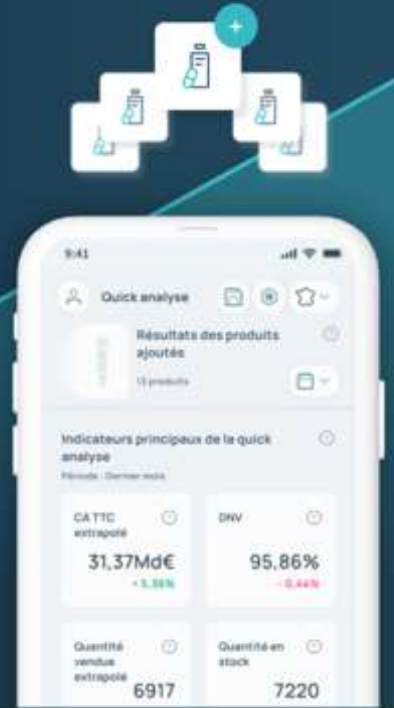 9:41
Quick analyse
Résultats des produits
ajoutés
13 produits
Indicateurs principaux de la quick
analyse
Période : Dernier mois
CA TTC
extrapolé
31,37Md€
+ 5,36%
DNV
95,86%
- 0,44%
Quantité
vendue
extrapolé
6917
Quantité en
stock
7220